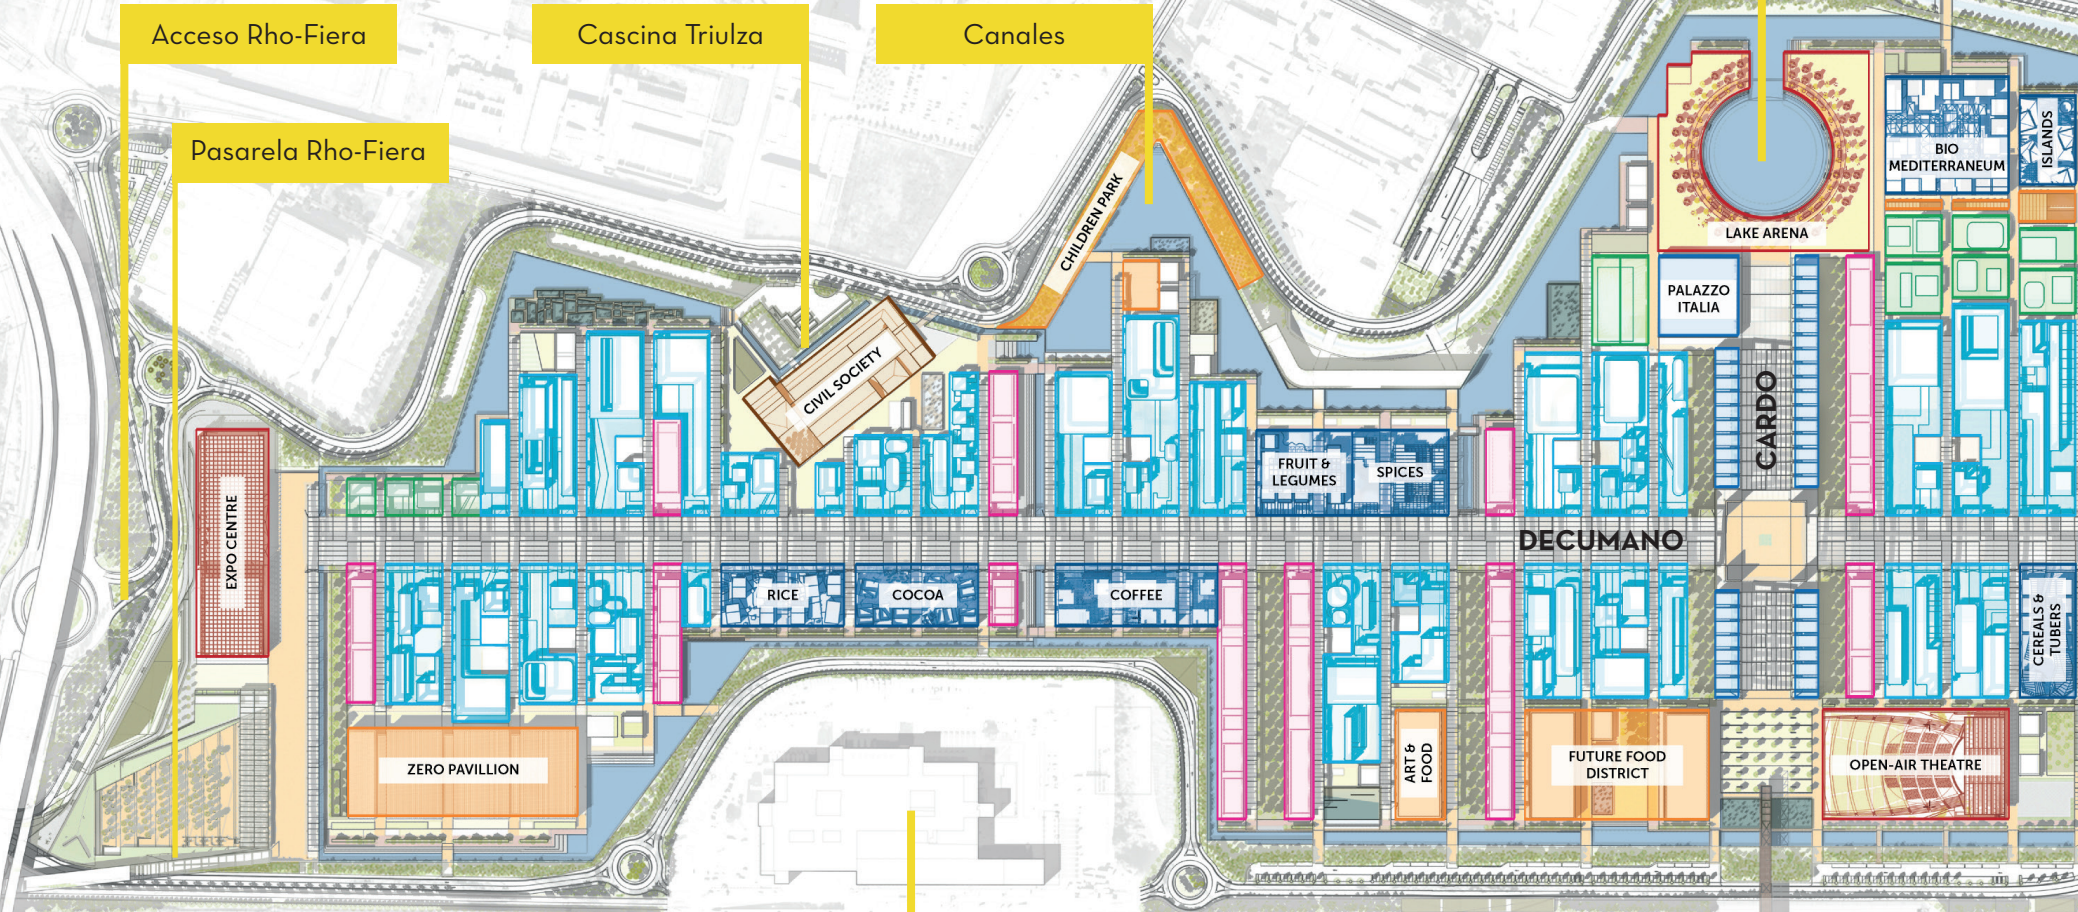 Acceso Rho-Fiera
Cascina Triulza
Canales
Pasarela Rho-Fiera
CHILDREN PARK
LAKE ARENA
BIO
MEDITERRANEUM
ISLANDS
PALAZZO
ITALIA
CIVIL SOCIETY
CARDO
EXPO CENTRE
FRUIT &
LEGUMES
SPICES
DECUMANO
RICE
COCOA
COFFEE
CEREALS &
TUBERS
ZERO PAVILLION
ART &
FOOD
FUTURE FOOD
DISTRICT
OPEN-AIR THEATRE